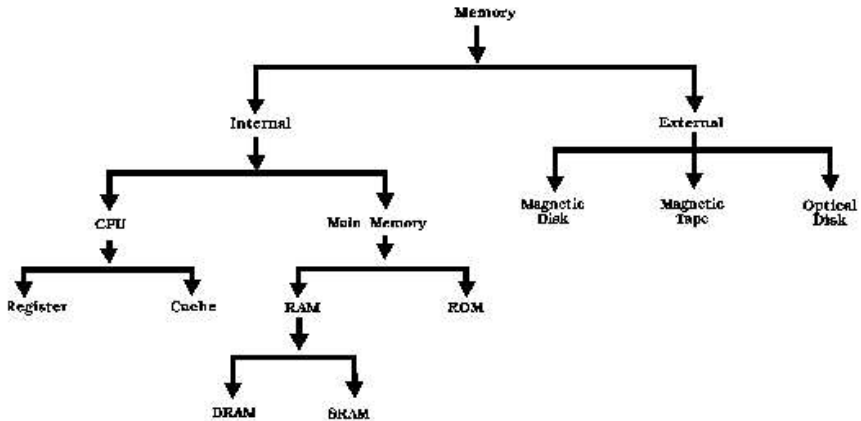 Memory
Internal
External
Magnetic
Disk
Magnetic
Tape
Optical
Disk
CPU
Main Memory
Register
Cache
RAM
ROM
DRAM
SRAM